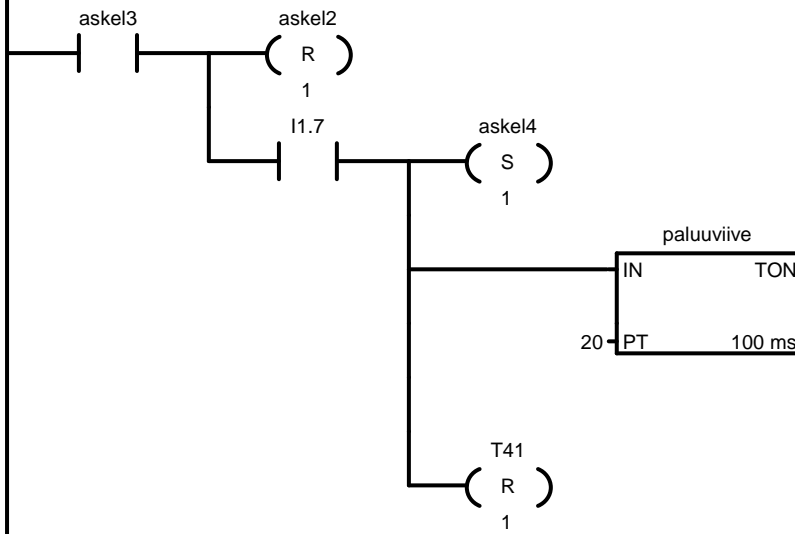 askel3 askel2
R
1
I1.7 askel4
S
1
paluuviive
IN TON
20 PT 100 ms
T41
R
1